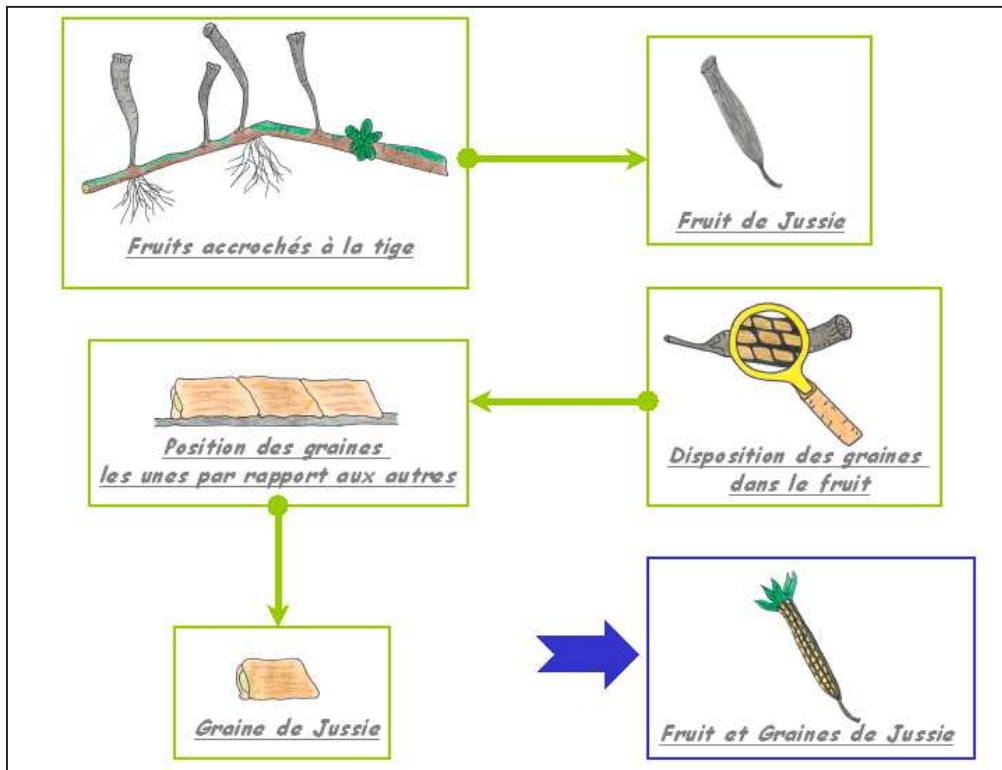 Fruits accrochés à la tige
Fruit de Jussie
Disposition des graines
dans le fruit
Position des graines
les unes par rapport aux autres
Graine de Jussie
Fruit et Graines de Jussie